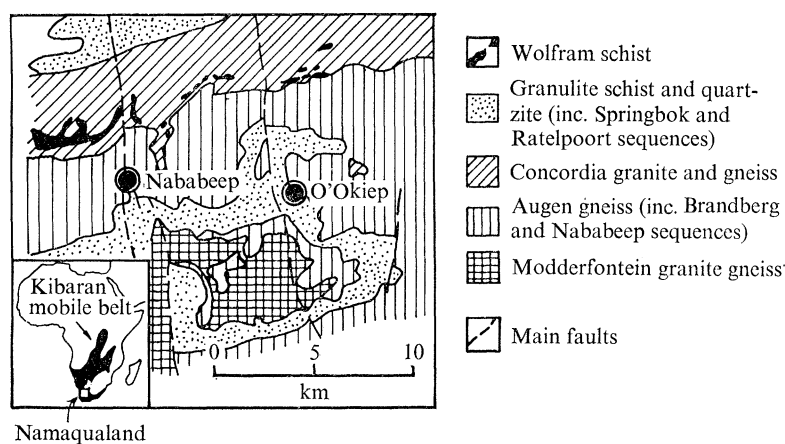 Wolfram schist
Granulite schist and quart-
zite (inc. Springbok and
Ratelpoort sequences)
Concordia granite and gneiss
Augen gneiss (inc. Brandberg
and Nababeep sequences)
Modderfontein granite gneiss
Main faults
Nababeep
O'Okiep
Kibaran
mobile belt
0 5 10
km
Namaqualand